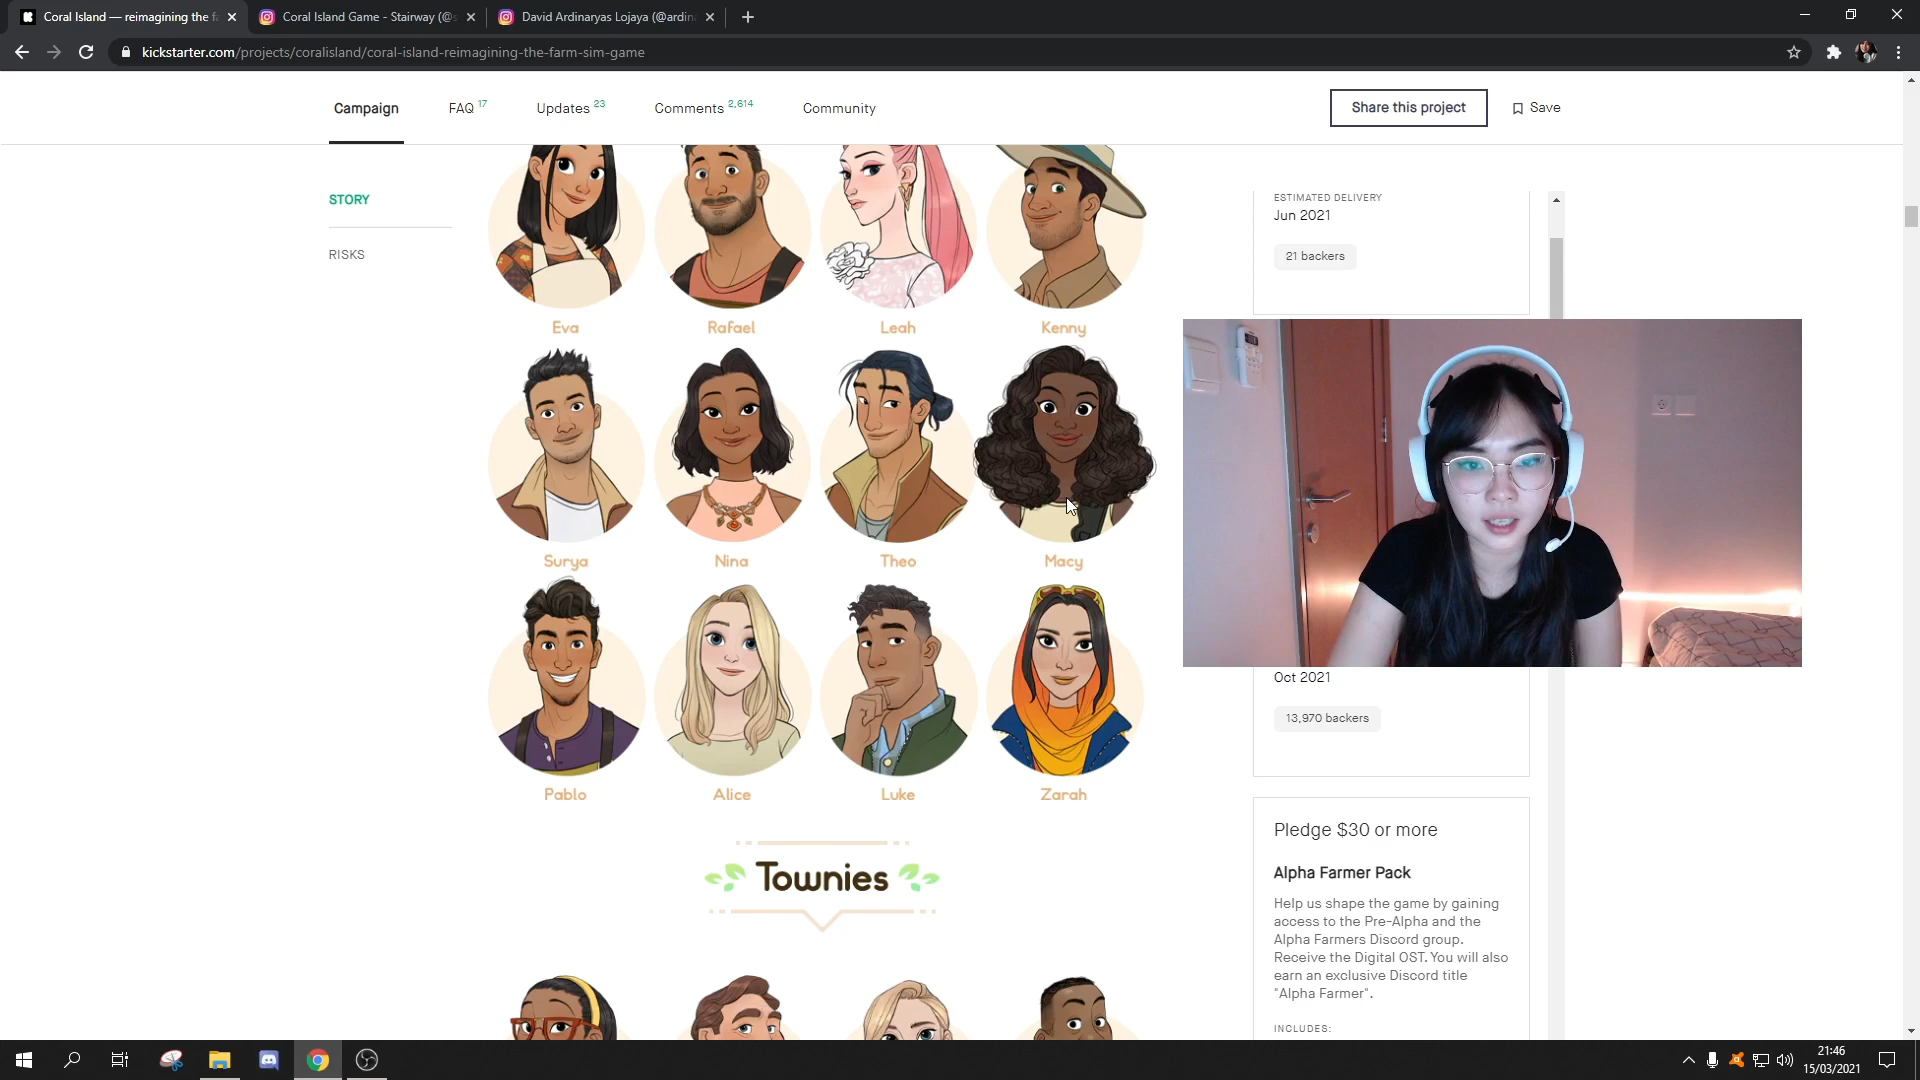 Coral Island — reimagining the fa
Coral Island Game - Stairway (@s
David Ardinaryas Lojaya (@ardina
kickstarter.com/projects/coralisland/coral-island-reimagining-the-farm-sim-game
Campaign
FAQ 17
Updates 23
Comments 2,614
Community
Share this project
Save
STORY
RISKS
Eva
Rafael
Leah
Kenny
Surya
Nina
Theo
Macy
Pablo
Alice
Luke
Zarah
Townies
ESTIMATED DELIVERY
Jun 2021
21 backers
Oct 2021
13,970 backers
Pledge $30 or more
Alpha Farmer Pack
Help us shape the game by gaining
access to the Pre-Alpha and the
Alpha Farmers Discord group.
Receive the Digital OST. You will also
earn an exclusive Discord title
"Alpha Farmer".
INCLUDES:
21:46
15/03/2021